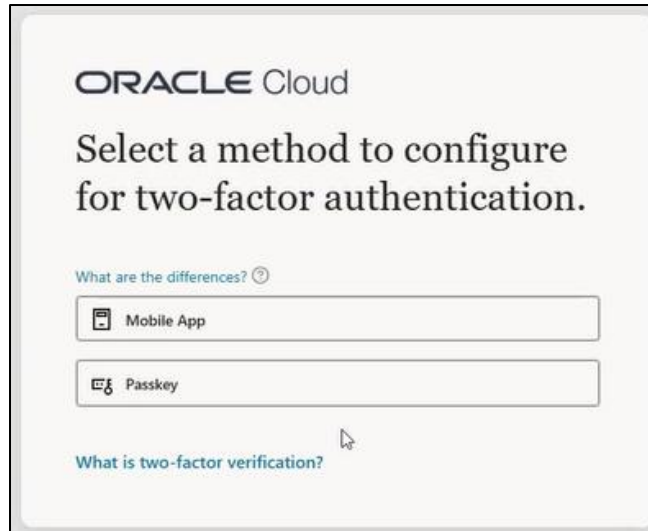 ORACLE Cloud
Select a method to configure
for two-factor authentication.
What are the differences? ?
Mobile App
Passkey
What is two-factor verification?